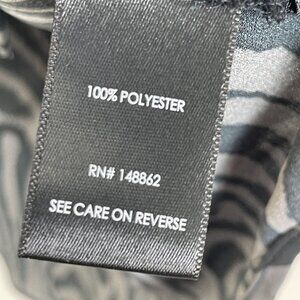 100% POLYESTER
RN# 148862
SEE CARE ON REVERSE